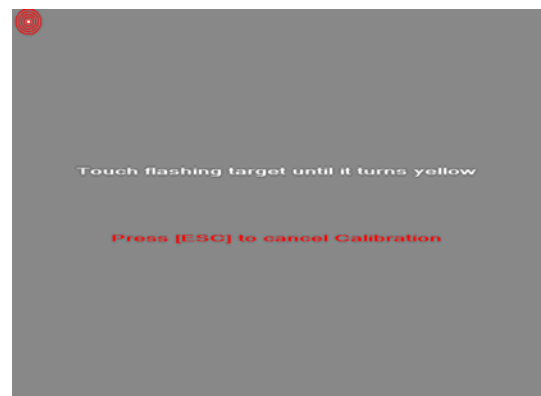 Touch flashing target until it turns yellow
Press [ESC] to cancel Calibration